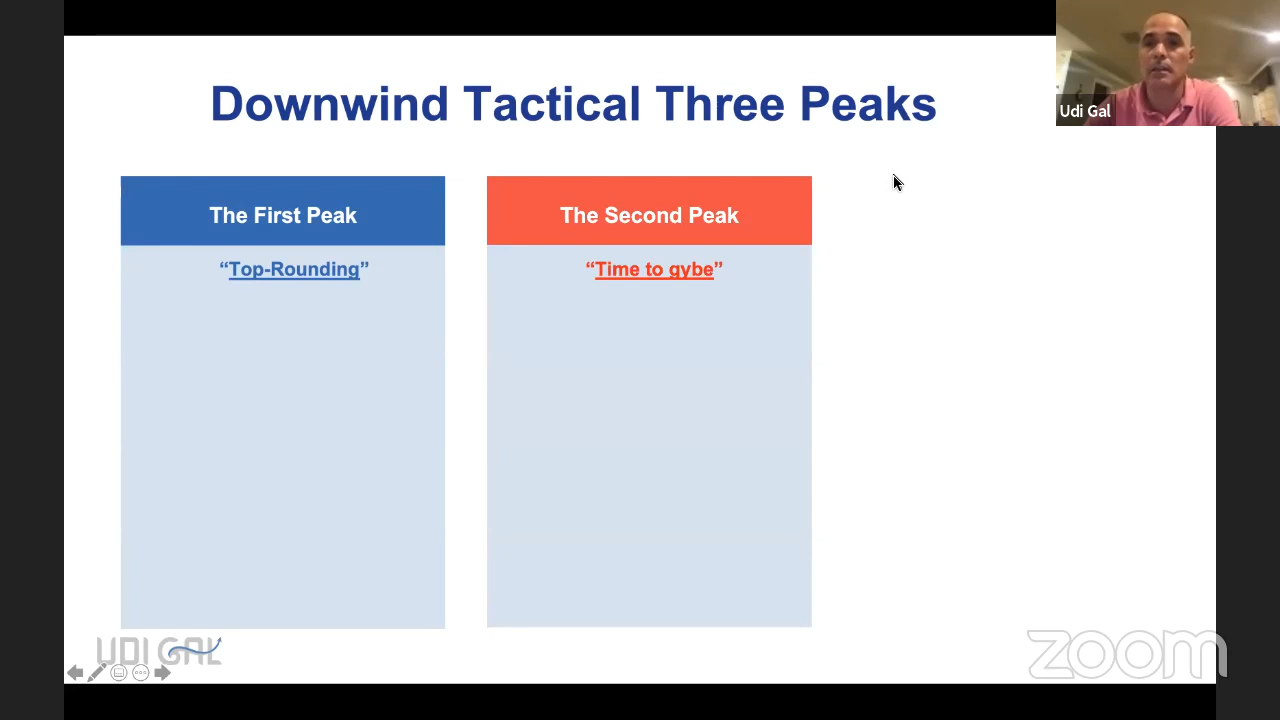 Downwind Tactical Three Peaks
Udi Gal
The First Peak
The Second Peak
“Top-Rounding”
“Time to gybe”
UDI GAL
zoom